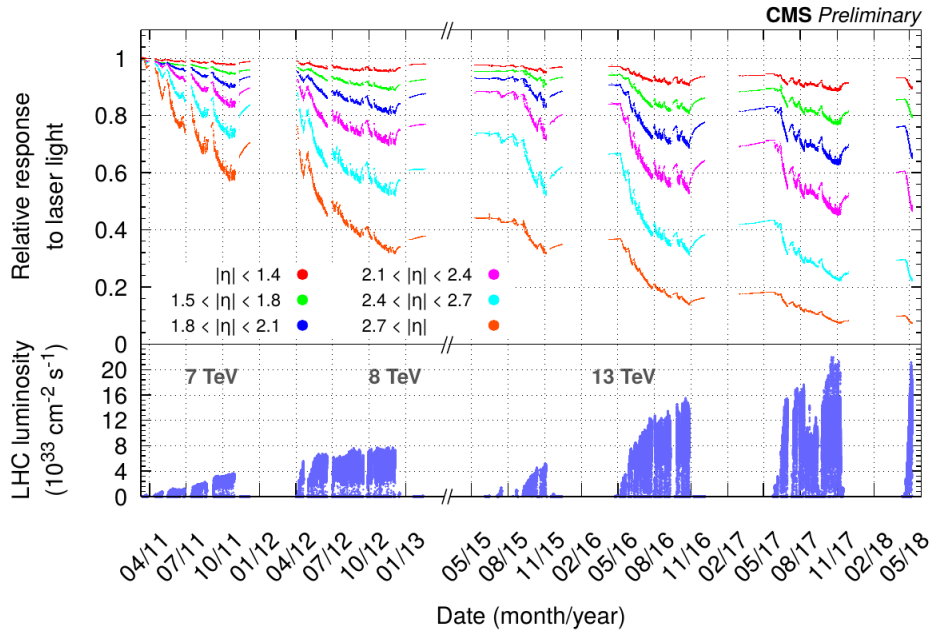 CMS Preliminary
Relative response
to laser light
1
0.8
0.6
0.4
0.2
0
|η| < 1.4
1.5 < |η| < 1.8
1.8 < |η| < 2.1
2.1 < |η| < 2.4
2.4 < |η| < 2.7
2.7 < |η|
//
//
LHC luminosity
(10³³ cm⁻² s⁻¹)
20
16
12
8
4
0
7 TeV
8 TeV
13 TeV
04/11
07/11
10/11
01/12
04/12
07/12
10/12
01/13
05/15
08/15
11/15
02/16
05/16
08/16
11/16
02/17
05/17
08/17
11/17
02/18
05/18
Date (month/year)